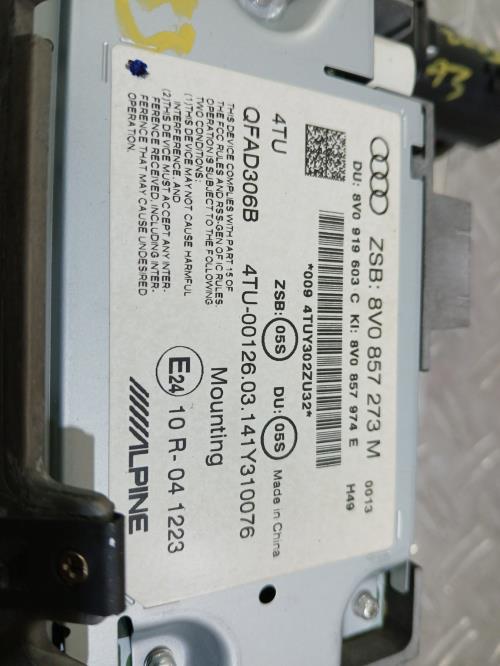 ZSB: 8V0 857 273 M 0013
DU: 8V0 919 603 C KI: 8V0 857 974 E H49
*009 4TUY302ZU32*
4TU ZSB: 05S DU: 05S Made in China
QFAD306B 4TU-00126.03.141Y310076
Mounting
THIS DEVICE COMPLIES WITH PART 15 OF
THE FCC RULES AND RSS-GEN OF IC RULES.
OPERATION IS SUBJECT TO THE FOLLOWING
TWO CONDITIONS:
(1)THIS DEVICE MAY NOT CAUSE HARMFUL
INTERFERENCE, AND
(2)THIS DEVICE MUST ACCEPT ANY INTER-
FERENCE RECEIVED, INCLUDING INTER-
FERENCE THAT MAY CAUSE UNDESIRED
OPERATION.
E24 10 R-04 1223
ALPINE